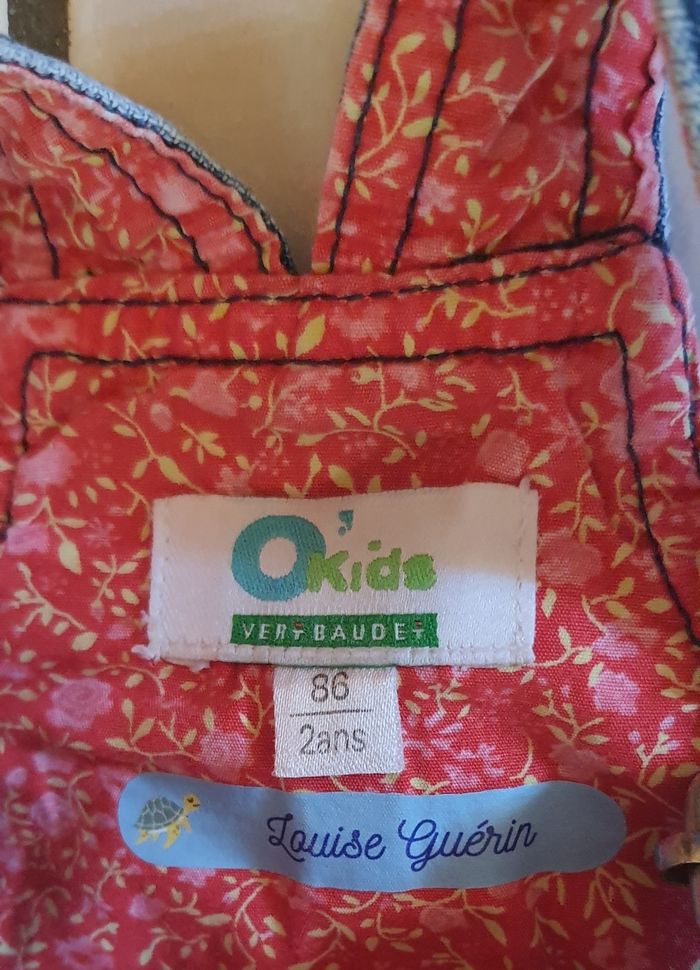 O'Kids
VERTBAUDET
86
2ans
Louise Guérin